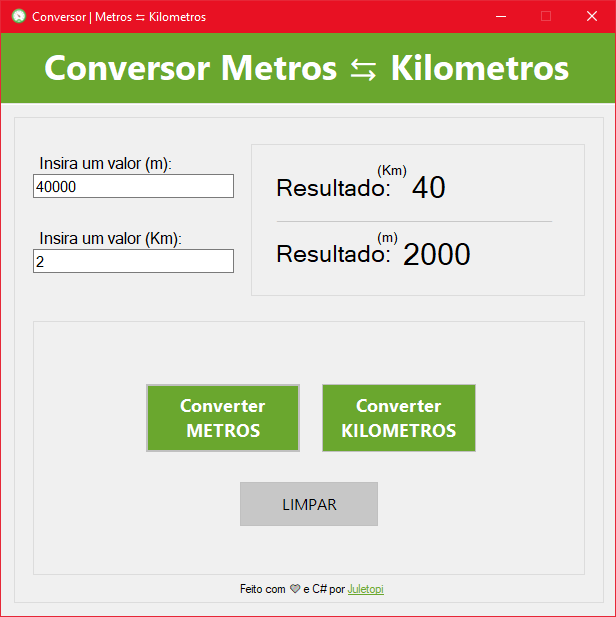 Conversor | Metros ⇆ Kilometros
Conversor Metros ⇆ Kilometros
Insira um valor (m):
40000
Insira um valor (Km):
2
(Km)
Resultado: 40
(m)
Resultado: 2000
Converter
METROS
Converter
KILOMETROS
LIMPAR
Feito com 🤍 e C# por Juletopi